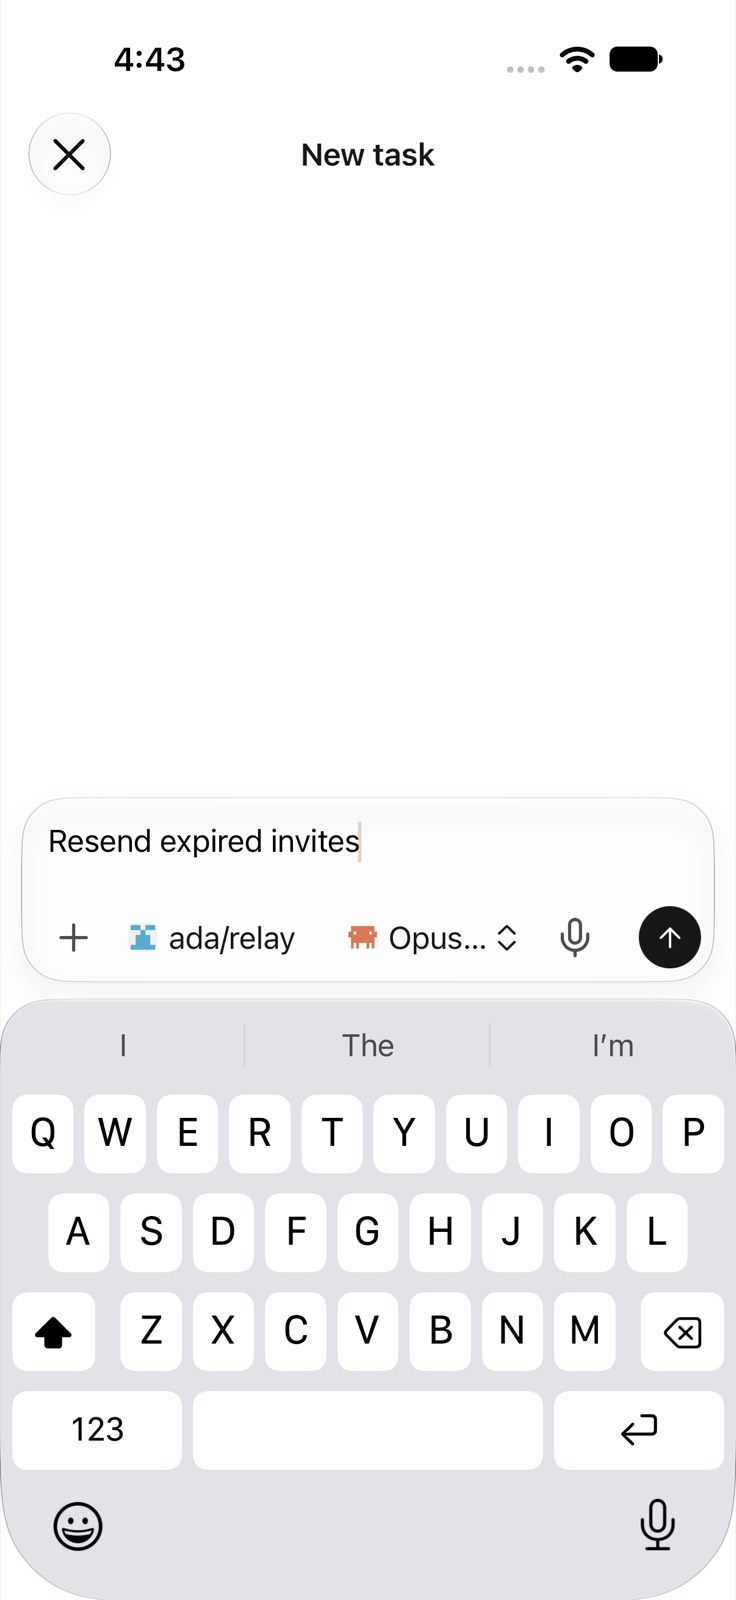 4:43
New task
Resend expired invites
ada/relay Opus...
I The I'm
Q W E R T Y U I O P
A S D F G H J K L
Z X C V B N M
123